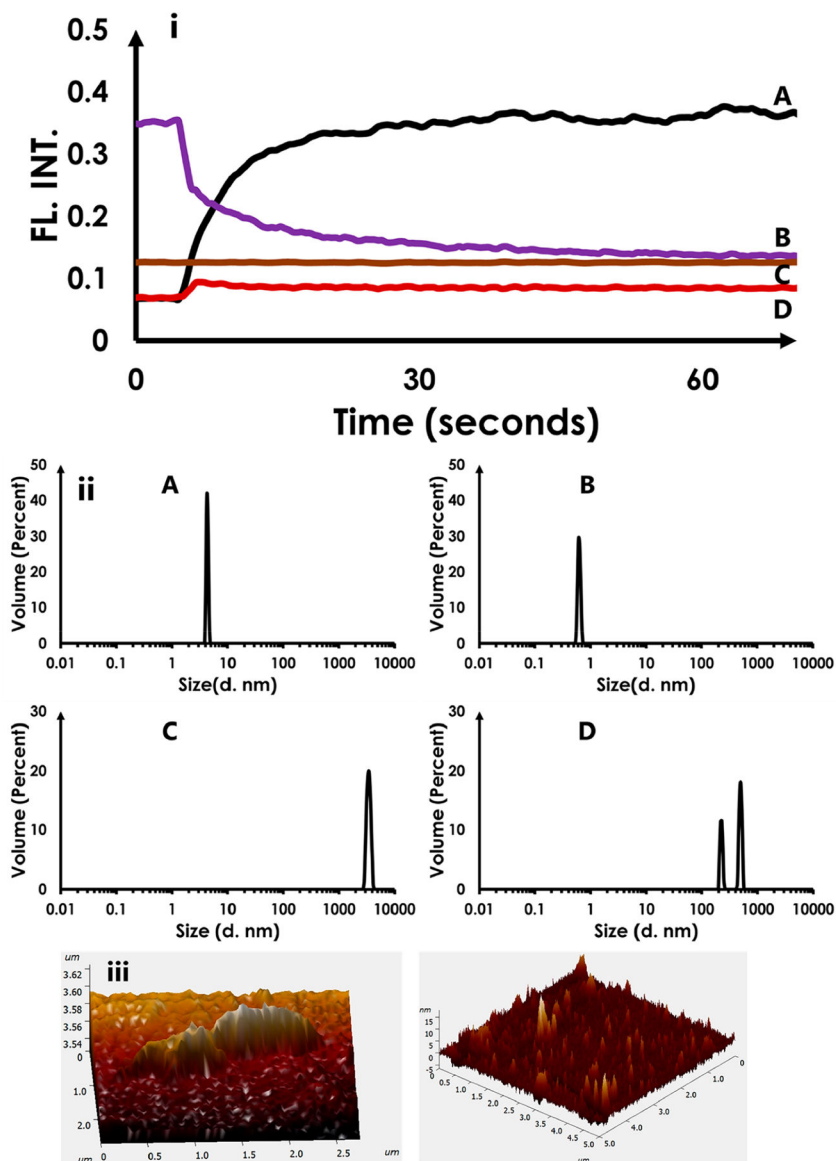 0.5
i
0.4
A
0.3
FL. INT.
0.2
B
0.1
C
D
0
0 30 60
Time (seconds)
50
ii A
40
30
20
10
0
Volume (Percent)
0.01 0.1 1 10 100 1000 10000
Size(d. nm)
50
B
40
30
20
10
0
Volume (Percent)
0.01 0.1 1 10 100 1000 10000
Size(d. nm)
30
C
20
10
0
Volume (Percent)
0.01 0.1 1 10 100 1000 10000
Size (d. nm)
30
D
20
10
0
Volume (Percent)
0.01 0.1 1 10 100 1000 10000
Size (d. nm)
um
iii
3.62
3.60
3.58
3.56
3.54
0
1.0
2.0
um
0 0.5 1.0 1.5 2.0 2.5
um
nm
15
10
5
0
-5
0 0.5 1.0 1.5 2.0 2.5 3.0 3.5 4.0 4.5 5.0
5.0 4.0 3.0 2.0 1.0 0
um